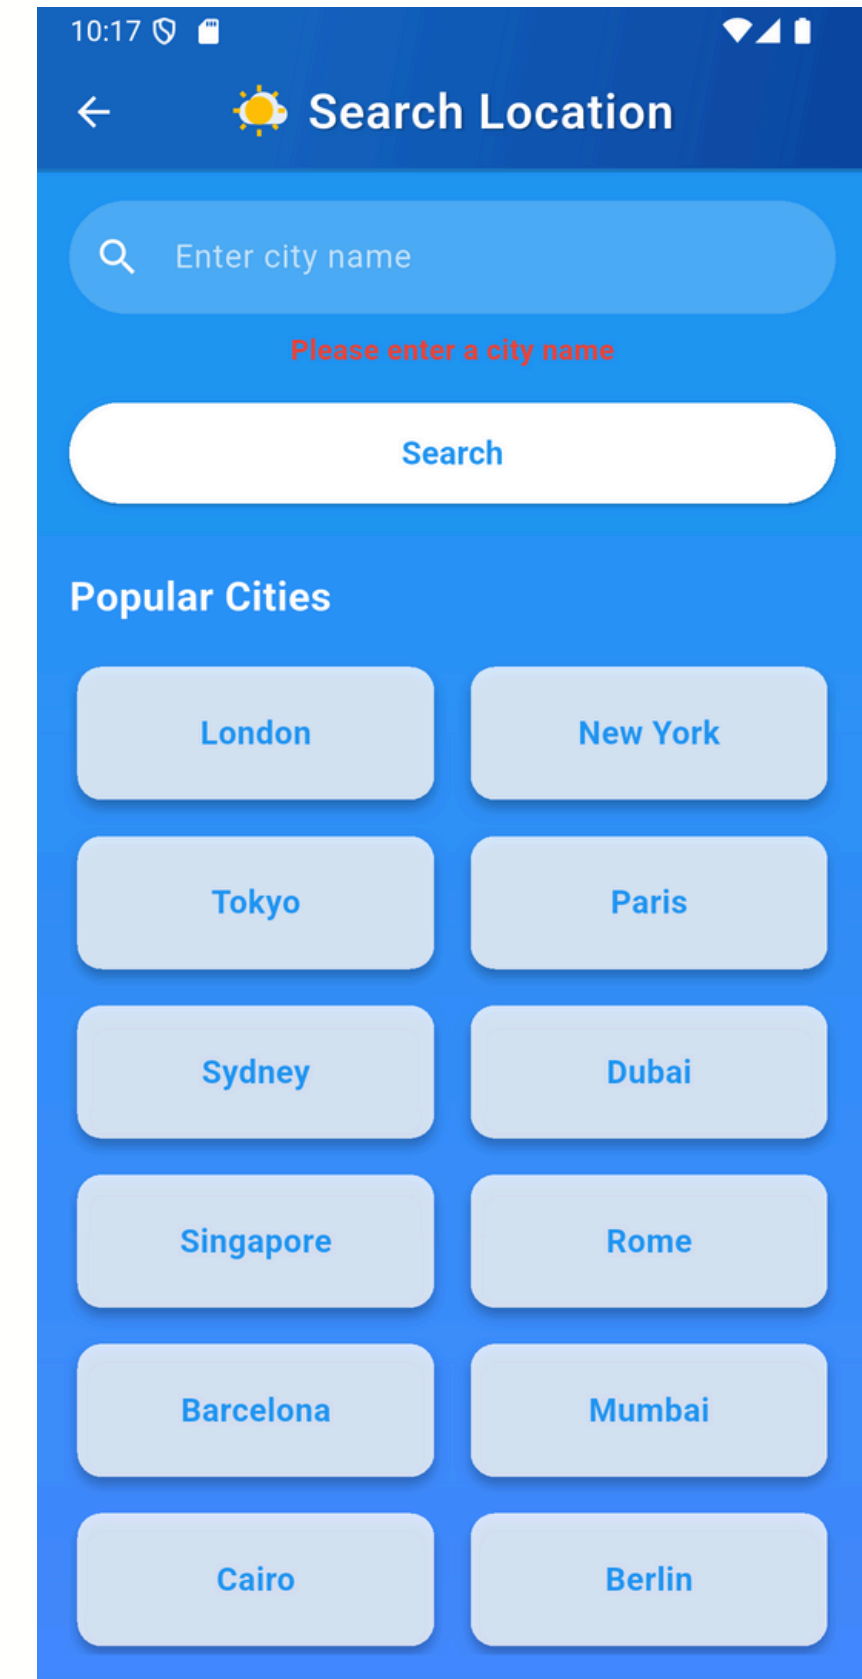 10:17
Search Location
Enter city name
Please enter a city name
Search
Popular Cities
London
New York
Tokyo
Paris
Sydney
Dubai
Singapore
Rome
Barcelona
Mumbai
Cairo
Berlin